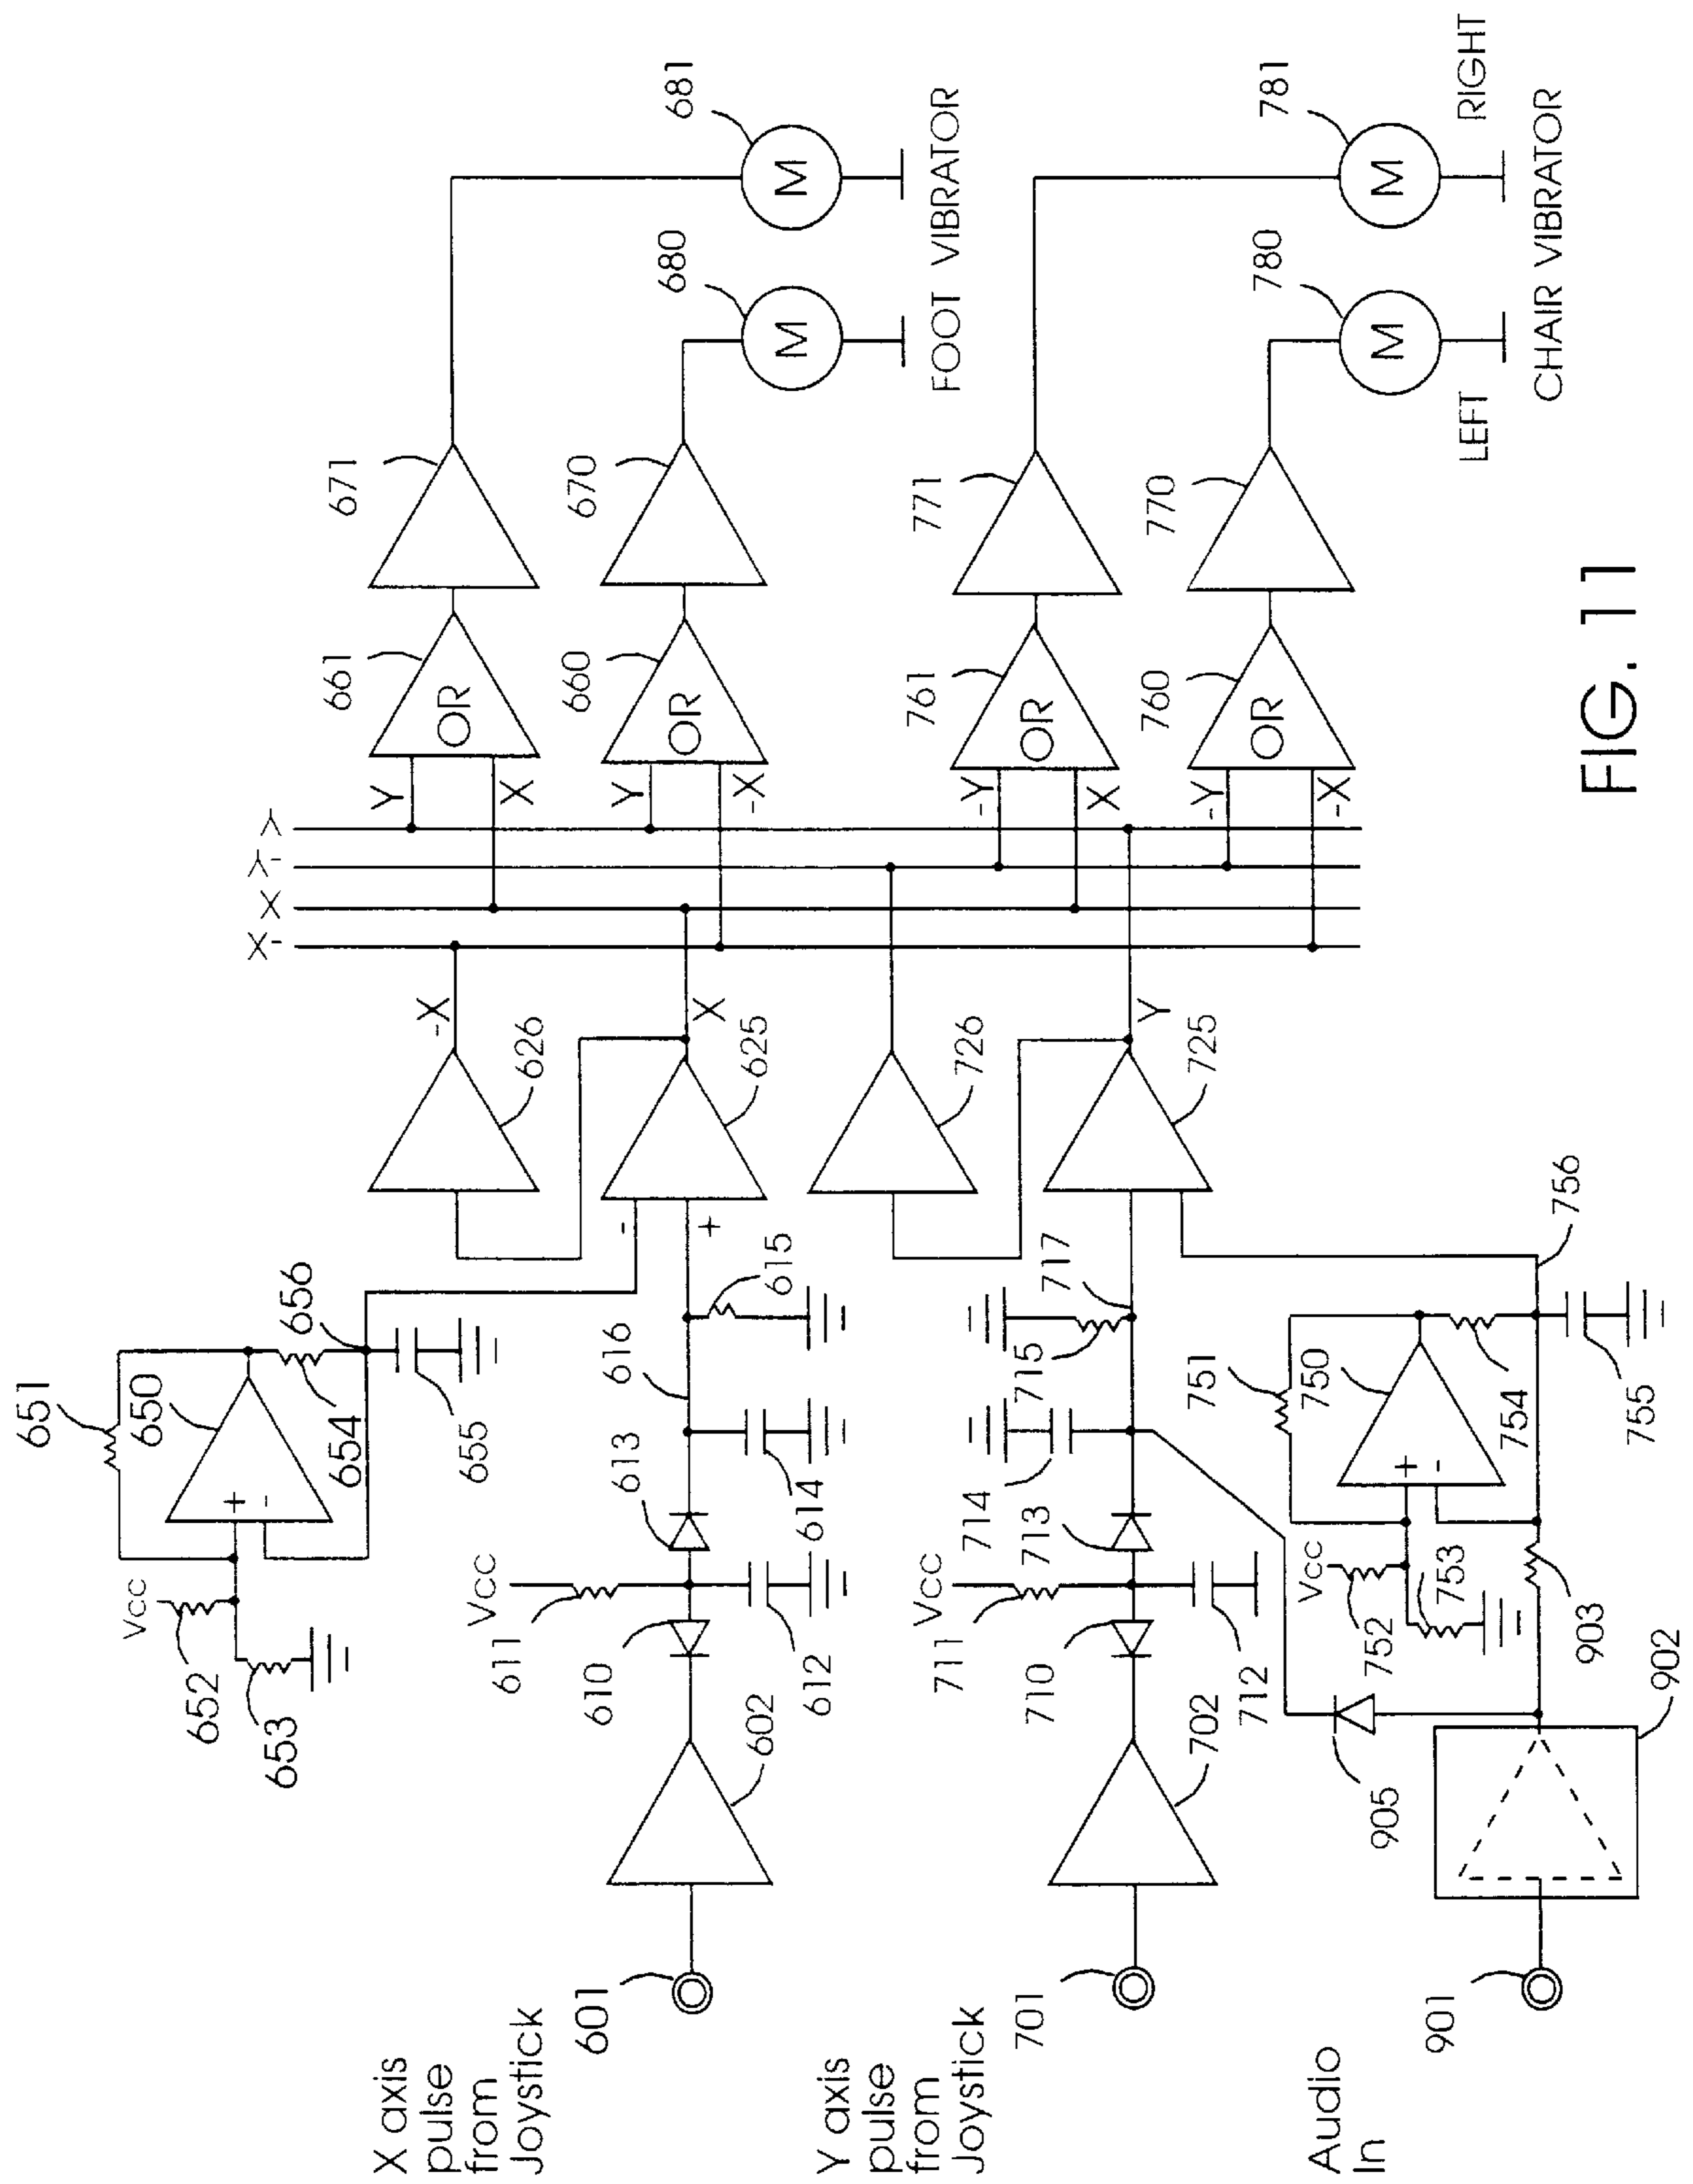 X axis
pulse
from
Joystick
601
602
610
611
Vcc
612
613
614
616
615
651
650
Vcc
652
653
+
-
654
655
656
-
+
625
626
-X
X
Y axis
pulse
from
Joystick
701
702
710
711
Vcc
712
713
714
715
717
725
726
Y
Audio
In
901
902
903
905
751
750
Vcc
752
753
+
-
754
755
756
X-
X
Y-
Y
Y
X
OR
661
671
681
M
Y
-X
OR
660
670
680
M
FOOT VIBRATOR
-Y
X
OR
761
771
781
M
RIGHT
-Y
-X
OR
760
770
780
M
LEFT
CHAIR VIBRATOR
FIG. 11